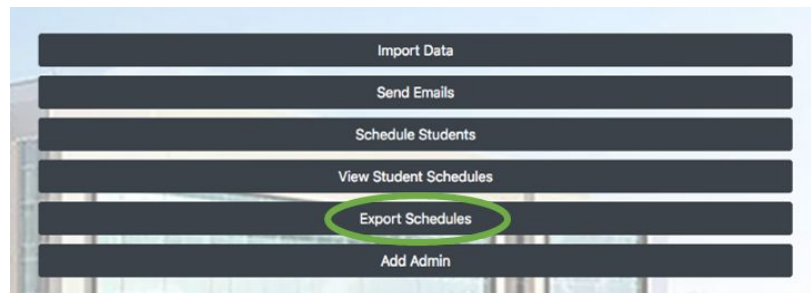 Import Data
Send Emails
Schedule Students
View Student Schedules
Export Schedules
Add Admin